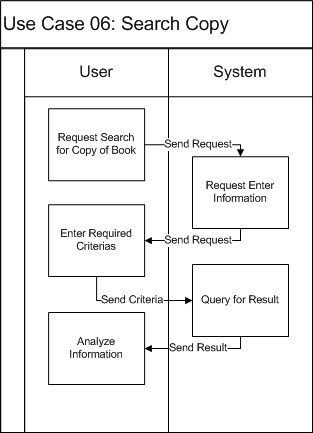 Use Case 06: Search Copy
User
System
Request Search
for Copy of Book
Send Request
Request Enter
Information
Send Request
Enter Required
Criterias
Send Criteria
Query for Result
Send Result
Analyze
Information